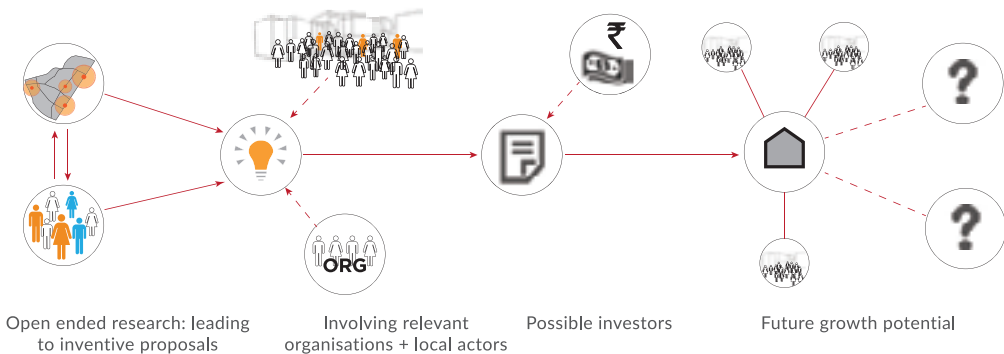 ₹
ORG
Open ended research: leading
to inventive proposals
Involving relevant
organisations + local actors
Possible investors
Future growth potential
?
?